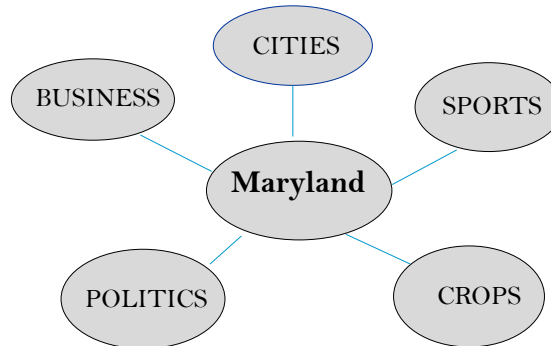 CITIES
BUSINESS
SPORTS
Maryland
POLITICS
CROPS